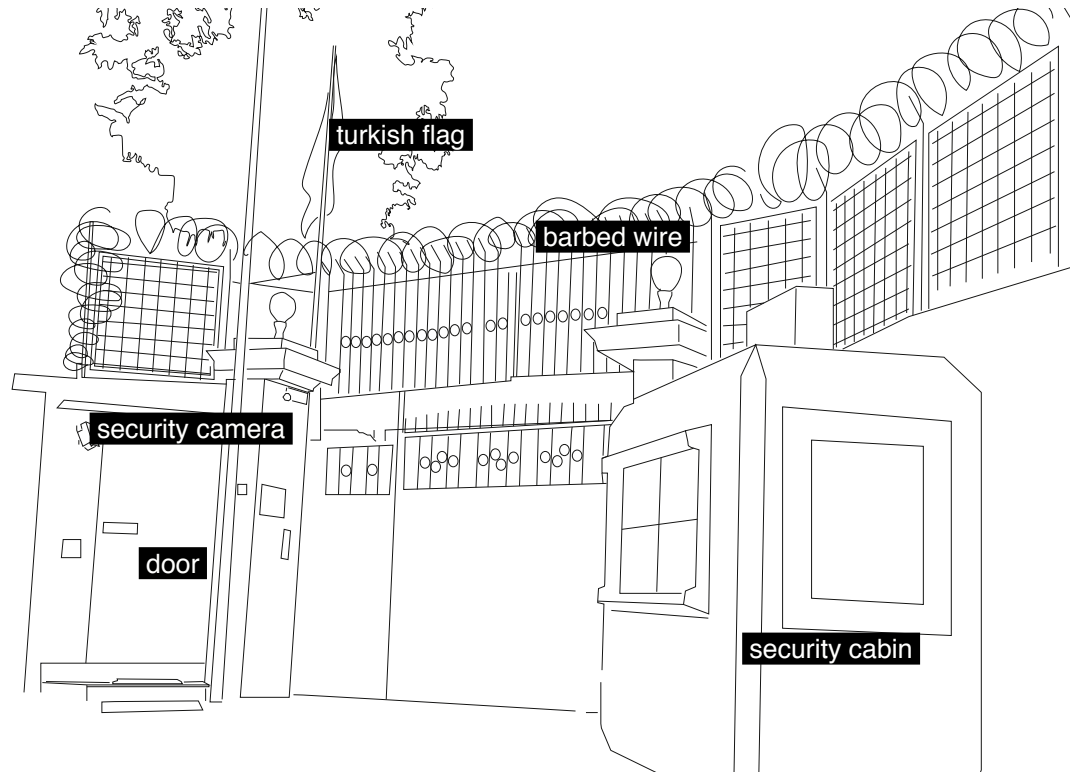 turkish flag
barbed wire
security camera
door
security cabin